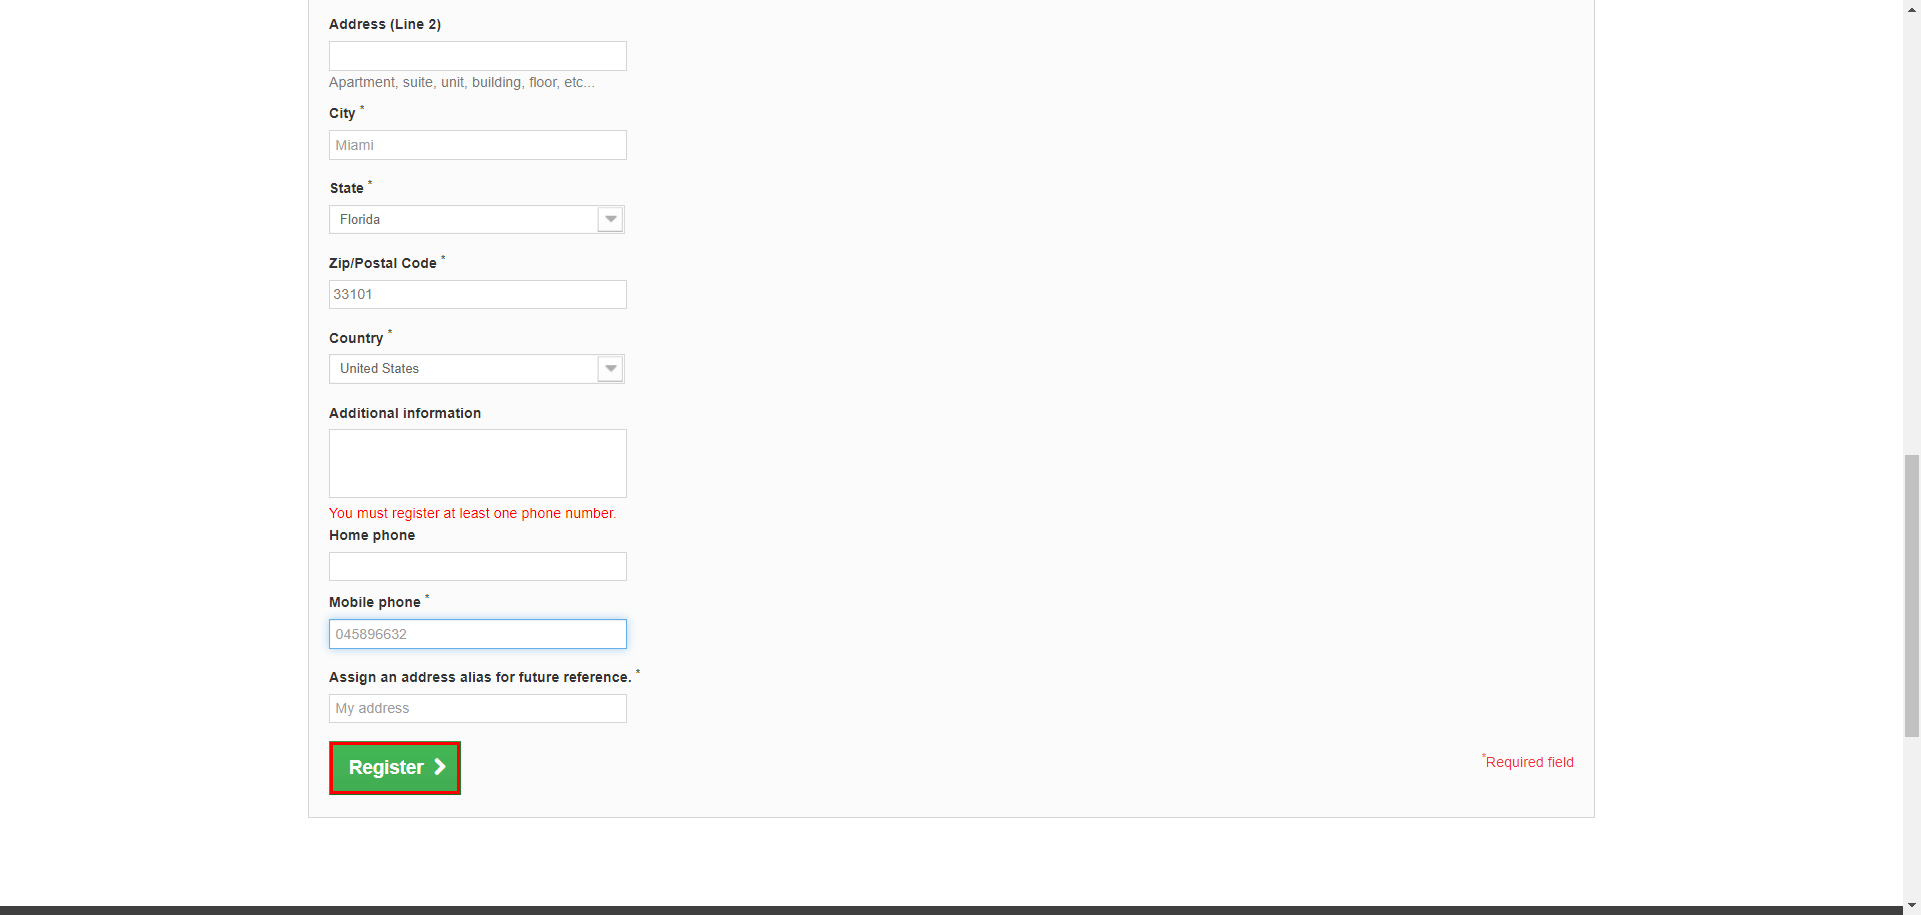 Address (Line 2)
Apartment, suite, unit, building, floor, etc...
City *
Miami
State *
Florida
Zip/Postal Code *
33101
Country *
United States
Additional information
You must register at least one phone number.
Home phone
Mobile phone *
045896632
Assign an address alias for future reference. *
My address
Register
*Required field